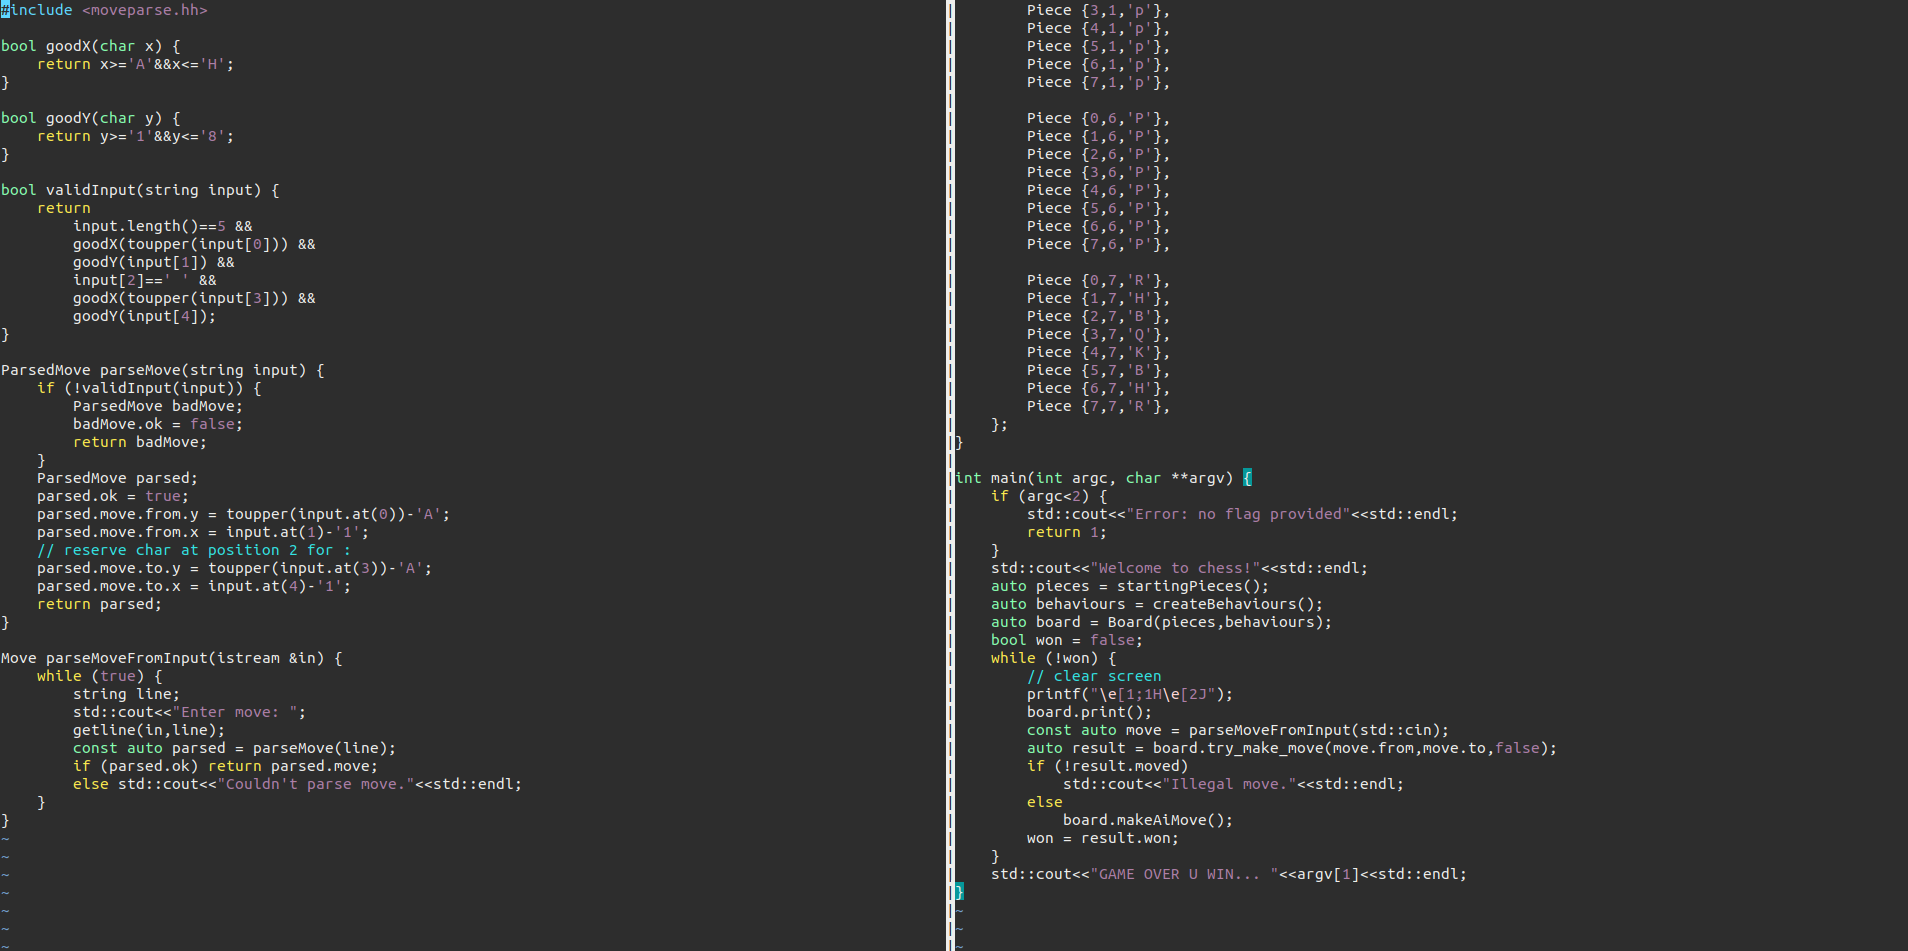 #include <moveparse.hh>

bool goodX(char x) {
    return x>='A'&&x<='H';
}

bool goodY(char y) {
    return y>='1'&&y<='8';
}

bool validInput(string input) {
    return
        input.length()==5 &&
        goodX(toupper(input[0])) &&
        goodY(input[1]) &&
        input[2]==' ' &&
        goodX(toupper(input[3])) &&
        goodY(input[4]);
}

ParsedMove parseMove(string input) {
    if (!validInput(input)) {
        ParsedMove badMove;
        badMove.ok = false;
        return badMove;
    }
    ParsedMove parsed;
    parsed.ok = true;
    parsed.move.from.y = toupper(input.at(0))-'A';
    parsed.move.from.x = input.at(1)-'1';
    // reserve char at position 2 for :
    parsed.move.to.y = toupper(input.at(3))-'A';
    parsed.move.to.x = input.at(4)-'1';
    return parsed;
}

Move parseMoveFromInput(istream &in) {
    while (true) {
        string line;
        std::cout<<"Enter move: ";
        getline(in,line);
        const auto parsed = parseMove(line);
        if (parsed.ok) return parsed.move;
        else std::cout<<"Couldn't parse move."<<std::endl;
    }
}
~
~
~
~
~
~
~
        Piece {3,1,'p'},
        Piece {4,1,'p'},
        Piece {5,1,'p'},
        Piece {6,1,'p'},
        Piece {7,1,'p'},

        Piece {0,6,'P'},
        Piece {1,6,'P'},
        Piece {2,6,'P'},
        Piece {3,6,'P'},
        Piece {4,6,'P'},
        Piece {5,6,'P'},
        Piece {6,6,'P'},
        Piece {7,6,'P'},

        Piece {0,7,'R'},
        Piece {1,7,'H'},
        Piece {2,7,'B'},
        Piece {3,7,'Q'},
        Piece {4,7,'K'},
        Piece {5,7,'B'},
        Piece {6,7,'H'},
        Piece {7,7,'R'},
    };
}

int main(int argc, char **argv) {
    if (argc<2) {
        std::cout<<"Error: no flag provided"<<std::endl;
        return 1;
    }
    std::cout<<"Welcome to chess!"<<std::endl;
    auto pieces = startingPieces();
    auto behaviours = createBehaviours();
    auto board = Board(pieces,behaviours);
    bool won = false;
    while (!won) {
        // clear screen
        printf("\e[1;1H\e[2J");
        board.print();
        const auto move = parseMoveFromInput(std::cin);
        auto result = board.try_make_move(move.from,move.to,false);
        if (!result.moved)
            std::cout<<"Illegal move."<<std::endl;
        else
            board.makeAiMove();
        won = result.won;
    }
    std::cout<<"GAME OVER U WIN... "<<argv[1]<<std::endl;
}
~
~
~